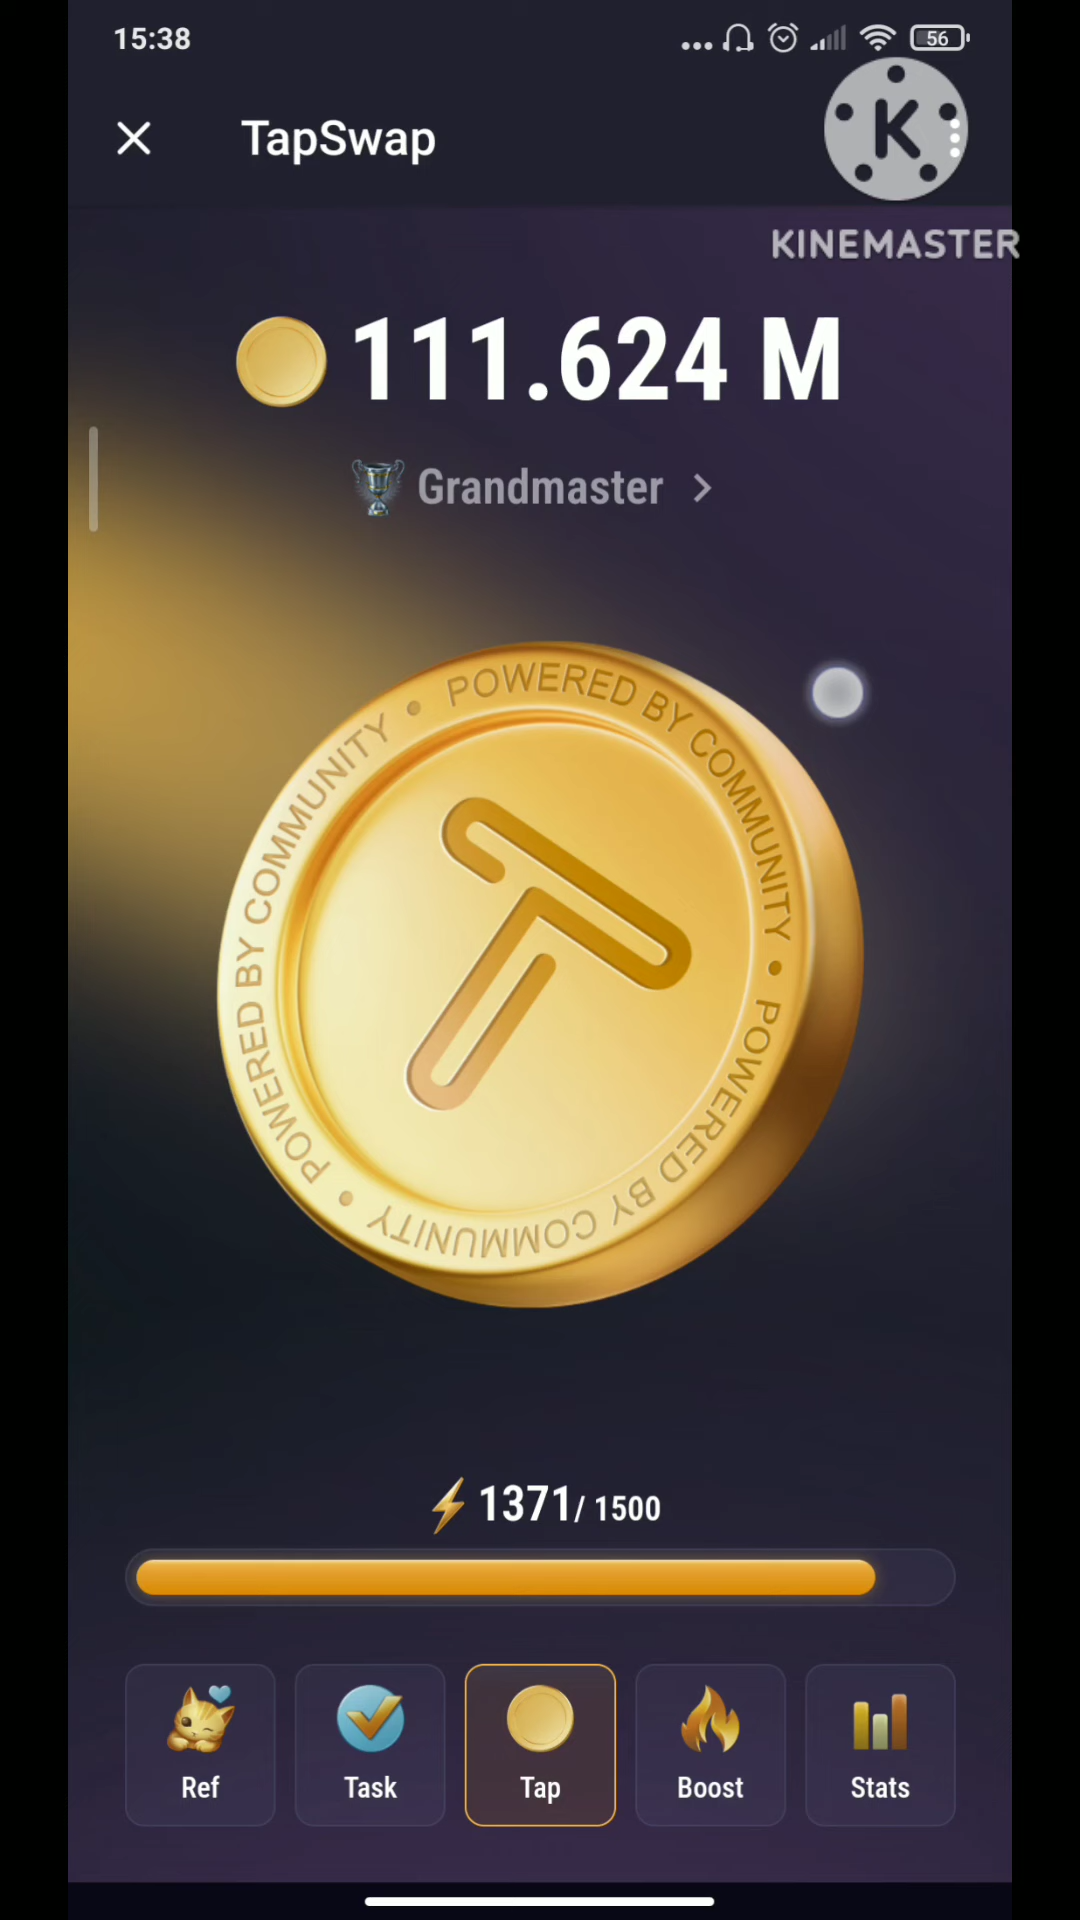 15:38
56
TapSwap
K
KINEMASTER
111.624 M
Grandmaster
POWERED BY COMMUNITY • POWERED BY COMMUNITY • POWERED BY COMMUNITY •
1371/ 1500
Ref
Task
Tap
Boost
Stats